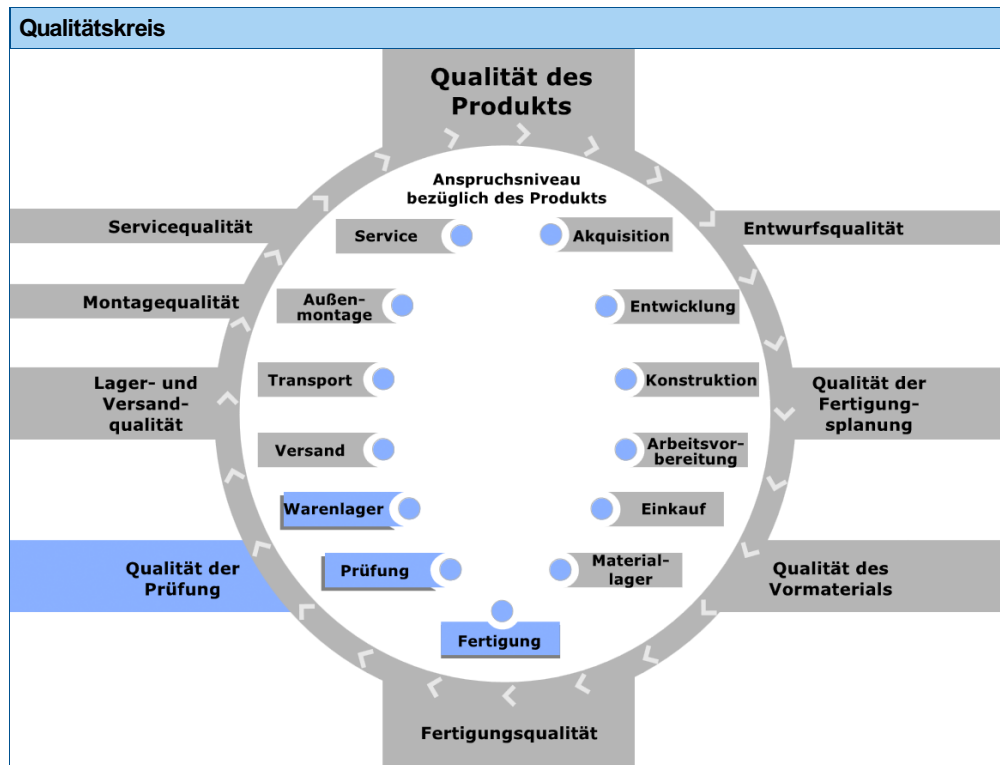 Qualitätskreis
Qualität des
Produkts
Anspruchsniveau
bezüglich des Produkts
Servicequalität
Service
Akquisition
Entwurfsqualität
Montagequalität
Außen-
montage
Entwicklung
Lager- und
Versand-
qualität
Transport
Konstruktion
Qualität der
Fertigung-
splanung
Versand
Arbeitsvor-
bereitung
Warenlager
Einkauf
Qualität der
Prüfung
Prüfung
Material-
lager
Qualität des
Vormaterials
Fertigung
Fertigungsqualität